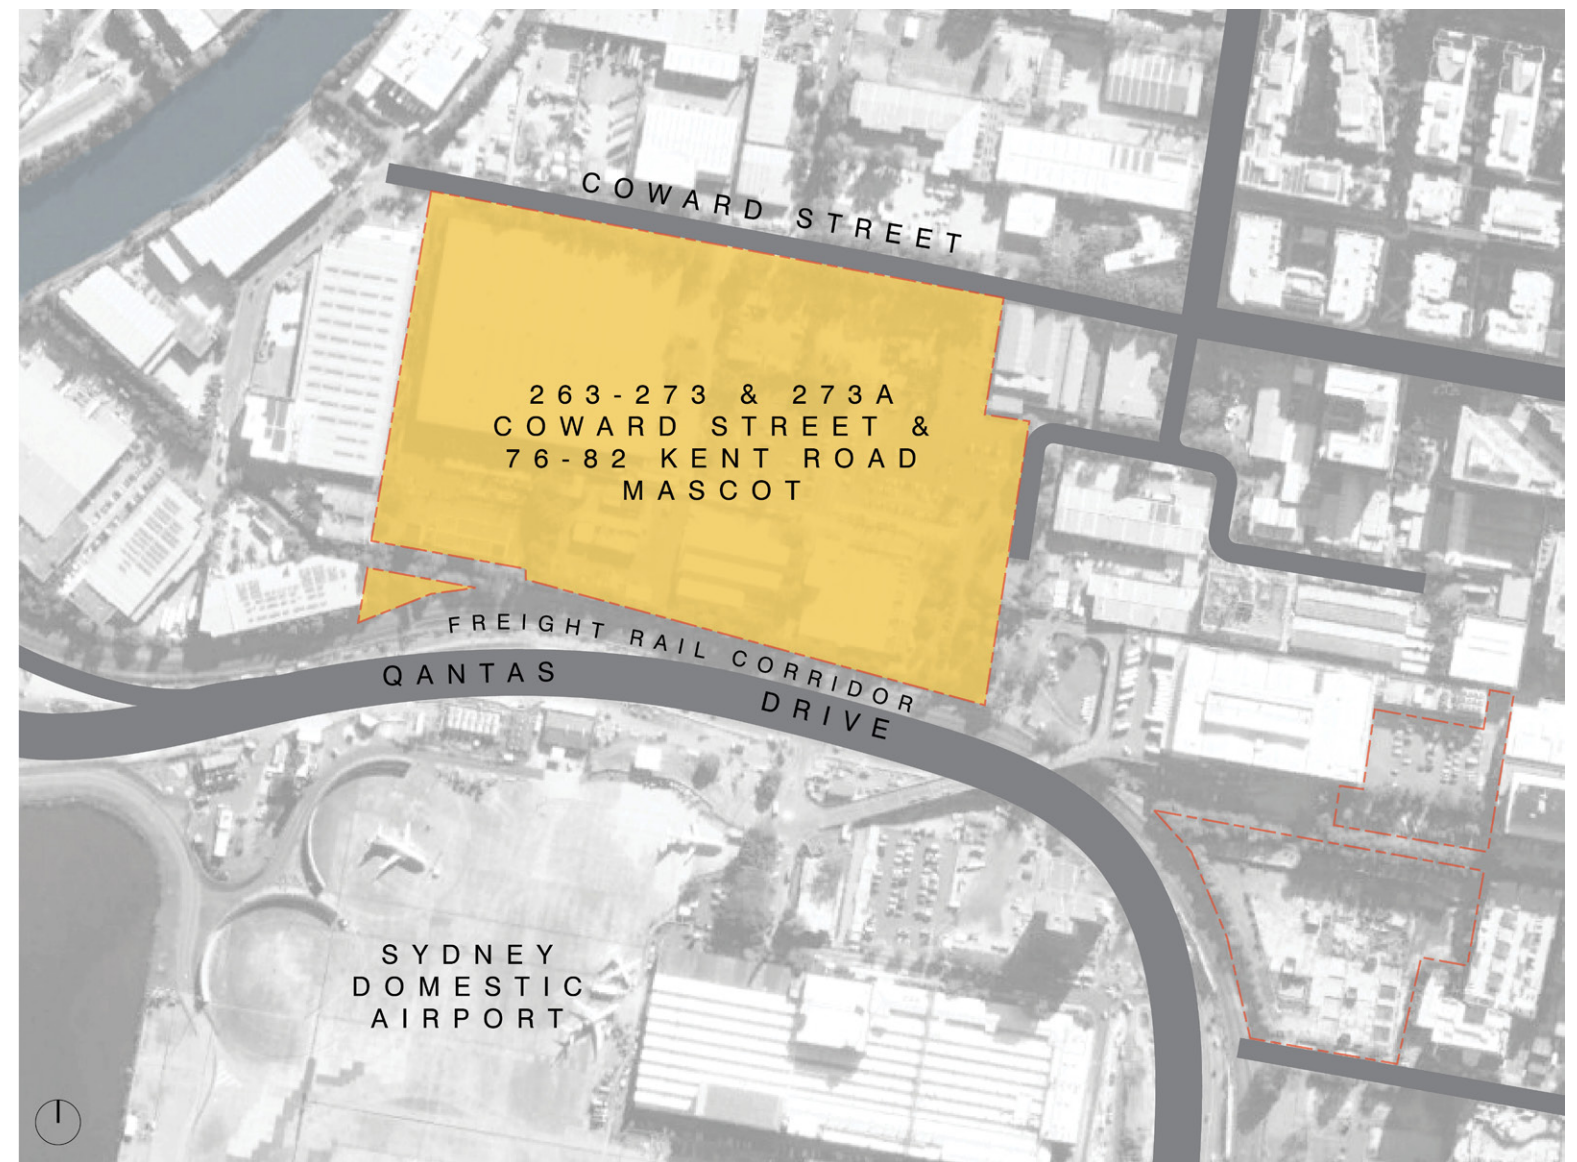 COWARD STREET
263-273 & 273A
COWARD STREET &
76-82 KENT ROAD
MASCOT
FREIGHT RAIL CORRIDOR
QANTAS DRIVE
SYDNEY
DOMESTIC
AIRPORT